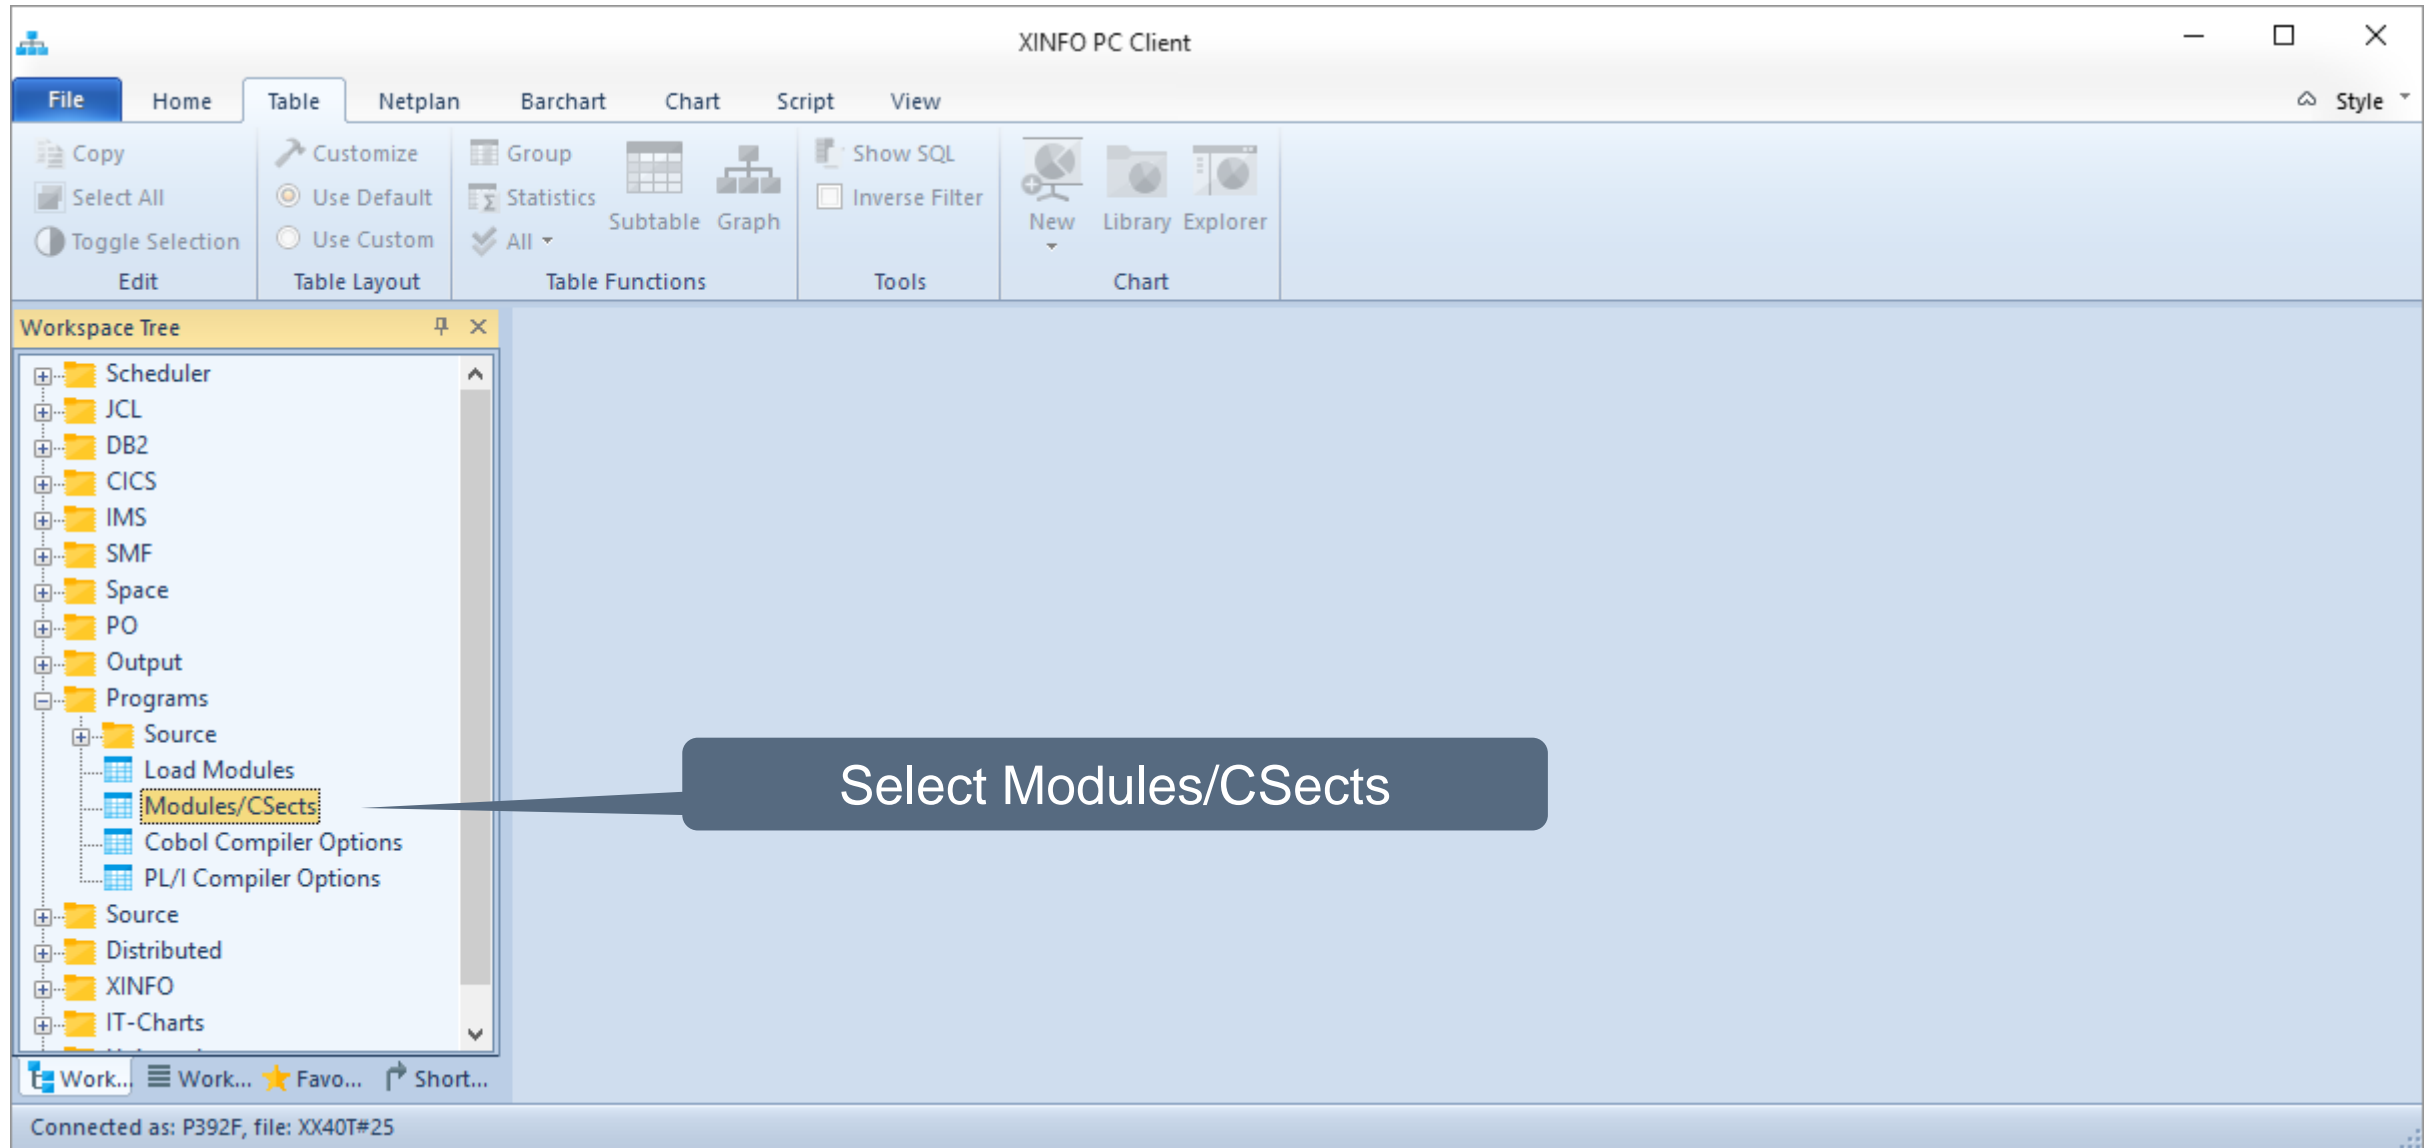 XINFO PC Client
File Home Table Netplan Barchart Chart Script View Style
Copy
Select All
Toggle Selection
Edit
Customize
Use Default
Use Custom
Table Layout
Group
Statistics
All
Subtable Graph
Table Functions
Show SQL
Inverse Filter
Tools
New Library Explorer
Chart
Workspace Tree
Scheduler
JCL
DB2
CICS
IMS
SMF
Space
PO
Output
Programs
Source
Load Modules
Modules/CSects
Cobol Compiler Options
PL/I Compiler Options
Source
Distributed
XINFO
IT-Charts
Select Modules/CSects
Work... Work... Favo... Short...
Connected as: P392F, file: XX40T#25